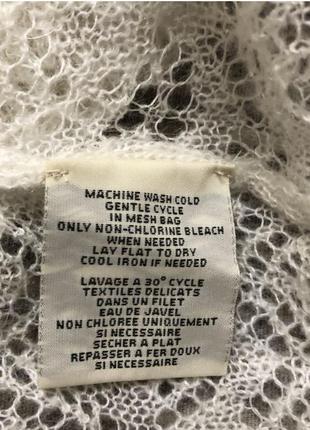 MACHINE WASH COLD
GENTLE CYCLE
IN MESH BAG
ONLY NON-CHLORINE BLEACH
WHEN NEEDED
LAY FLAT TO DRY
COOL IRON IF NEEDED
LAVAGE A 30° CYCLE
TEXTILES DELICATS
DANS UN FILET
EAU DE JAVEL
NON CHLOREE UNIQUEMENT
SI NECESSAIRE
SECHER A PLAT
REPASSER A FER DOUX
SI NECESSAIRE